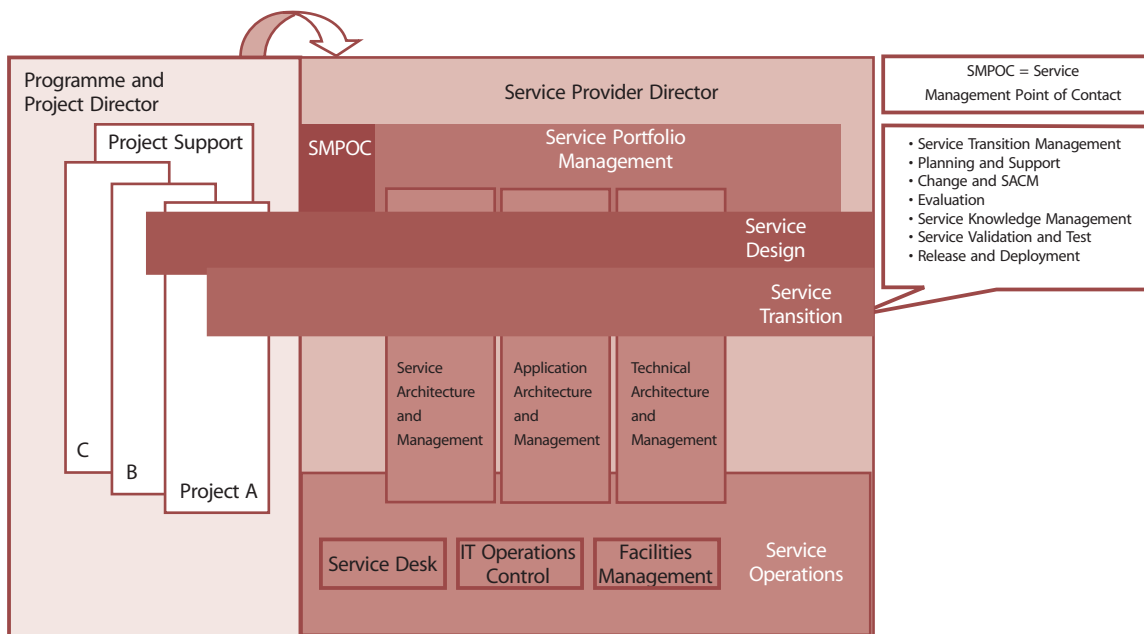 Programme and
Project Director
Project Support
C
B
Project A
Service Provider Director
SMPOC
Service Portfolio
Management
Service
Design
Service
Transition
Service
Architecture
and
Management
Application
Architecture
and
Management
Technical
Architecture
and
Management
Service Desk
IT Operations
Control
Facilities
Management
Service
Operations
SMPOC = Service
Management Point of Contact
• Service Transition Management
• Planning and Support
• Change and SACM
• Evaluation
• Service Knowledge Management
• Service Validation and Test
• Release and Deployment